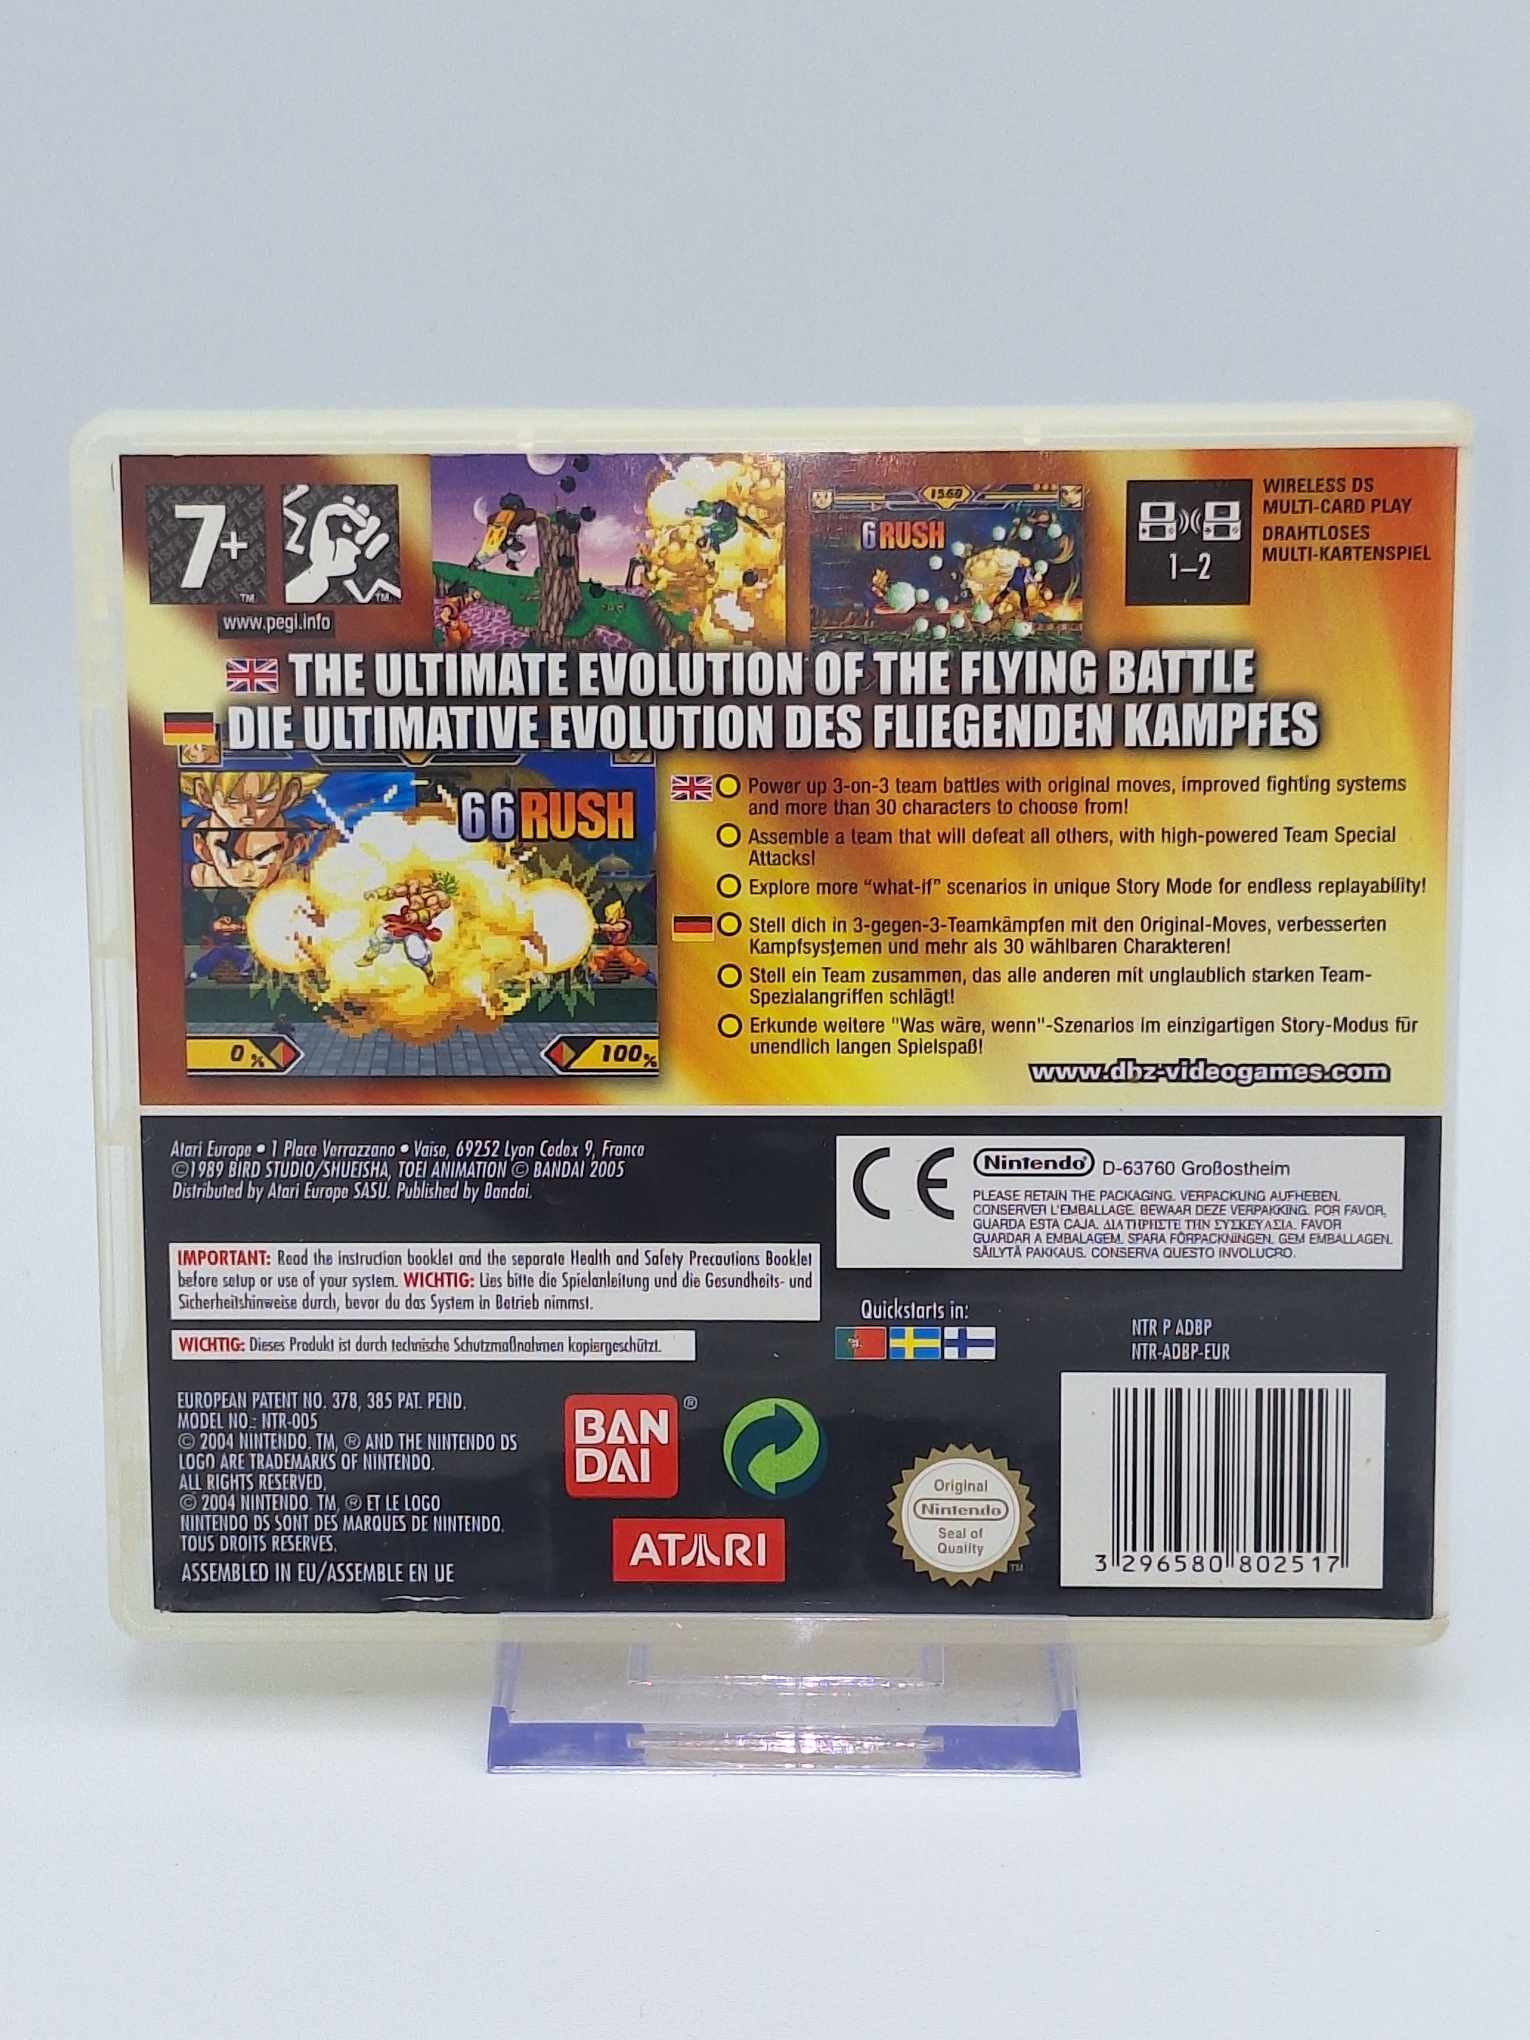 7+
TM
TM
www.pegi.info
1560
6 RUSH
1–2
WIRELESS DS
MULTI-CARD PLAY
DRAHTLOSES
MULTI-KARTENSPIEL
THE ULTIMATE EVOLUTION OF THE FLYING BATTLE
DIE ULTIMATIVE EVOLUTION DES FLIEGENDEN KAMPFES
66 RUSH
0%
100%
Power up 3-on-3 team battles with original moves, improved fighting systems
and more than 30 characters to choose from!
Assemble a team that will defeat all others, with high-powered Team Special
Attacks!
Explore more "what-if" scenarios in unique Story Mode for endless replayability!
Stell dich in 3-gegen-3-Teamkämpfen mit den Original-Moves, verbesserten
Kampfsystemen und mehr als 30 wählbaren Charakteren!
Stell ein Team zusammen, das alle anderen mit unglaublich starken Team-
Spezialangriffen schlägt!
Erkunde weitere "Was wäre, wenn"-Szenarios im einzigartigen Story-Modus für
unendlich langen Spielspaß!
www.dbz-videogames.com
Atari Europe • 1 Place Verrazzano • Vaise, 69252 Lyon Cedex 9, France
©1989 BIRD STUDIO/SHUEISHA, TOEI ANIMATION © BANDAI 2005
Distributed by Atari Europe SASU. Published by Bandai.
CE
Nintendo D-63760 Großostheim
PLEASE RETAIN THE PACKAGING. VERPACKUNG AUFHEBEN.
CONSERVER L'EMBALLAGE. BEWAAR DEZE VERPAKKING. POR FAVOR,
GUARDA ESTA CAJA. ΔΙΑΤΗΡΗΣΤΕ ΤΗΝ ΣΥΣΚΕΥΑΣΙΑ. FAVOR
GUARDAR A EMBALAGEM. SPARA FÖRPACKNINGEN. GEM EMBALLAGEN.
SÄILYTÄ PAKKAUS. CONSERVA QUESTO INVOLUCRO.
IMPORTANT: Read the instruction booklet and the separate Health and Safety Precautions Booklet
before setup or use of your system. WICHTIG: Lies bitte die Spielanleitung und die Gesundheits- und
Sicherheitshinweise durch, bevor du das System in Betrieb nimmst.
WICHTIG: Dieses Produkt ist durch technische Schutzmaßnahmen kopiergeschützt.
Quickstarts in:
NTR P ADBP
NTR-ADBP-EUR
EUROPEAN PATENT NO. 378, 385 PAT. PEND.
MODEL NO.: NTR-005
© 2004 NINTENDO. TM, ® AND THE NINTENDO DS
LOGO ARE TRADEMARKS OF NINTENDO.
ALL RIGHTS RESERVED.
© 2004 NINTENDO. TM, ® ET LE LOGO
NINTENDO DS SONT DES MARQUES DE NINTENDO.
TOUS DROITS RESERVES.
ASSEMBLED IN EU/ASSEMBLE EN UE
BAN
DAI
®
ATARI
Original
Nintendo
Seal of
Quality
TM
3 296580 802517